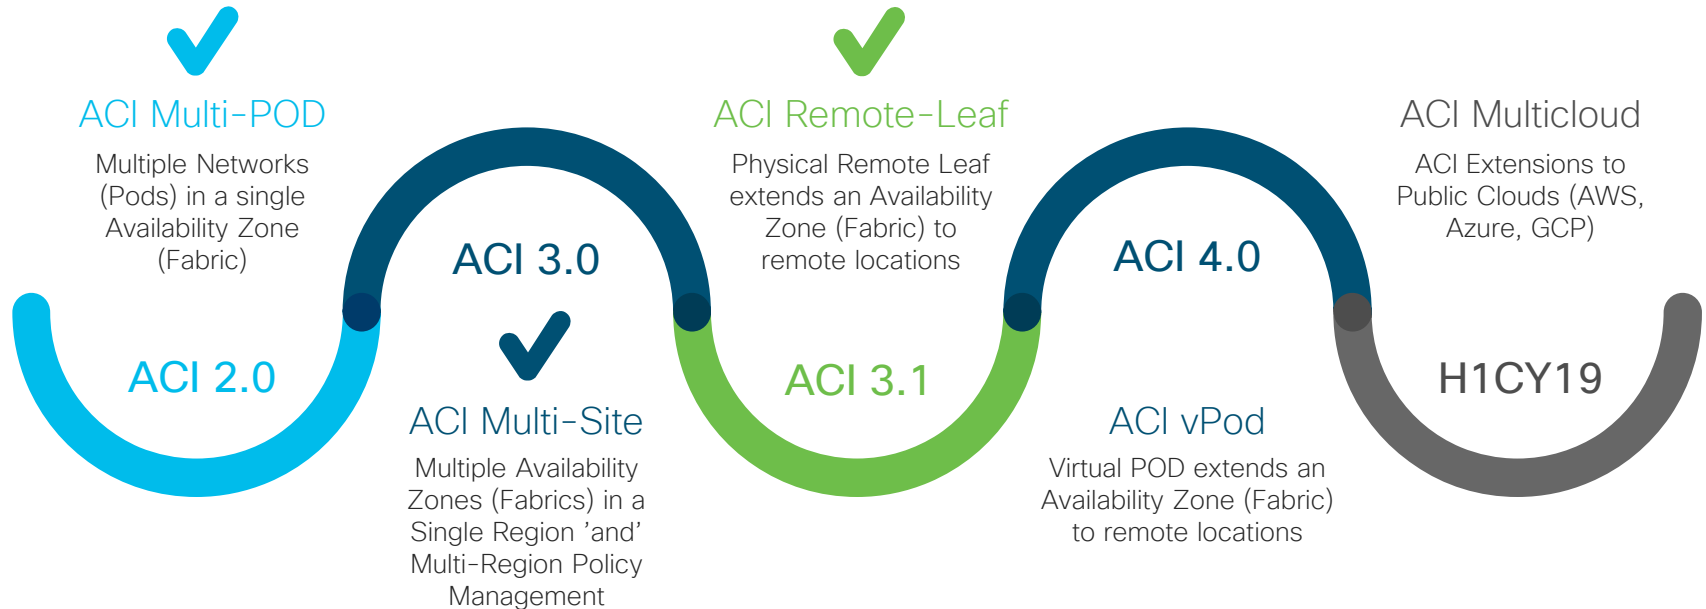 ACI Multi-POD
Multiple Networks
(Pods) in a single
Availability Zone
(Fabric)
ACI 2.0
ACI 3.0
ACI Multi-Site
Multiple Availability
Zones (Fabrics) in a
Single Region ’and’
Multi-Region Policy
Management
ACI Remote-Leaf
Physical Remote Leaf
extends an Availability
Zone (Fabric) to
remote locations
ACI 3.1
ACI 4.0
ACI vPod
Virtual POD extends an
Availability Zone (Fabric)
to remote locations
ACI Multicloud
ACI Extensions to
Public Clouds (AWS,
Azure, GCP)
H1CY19